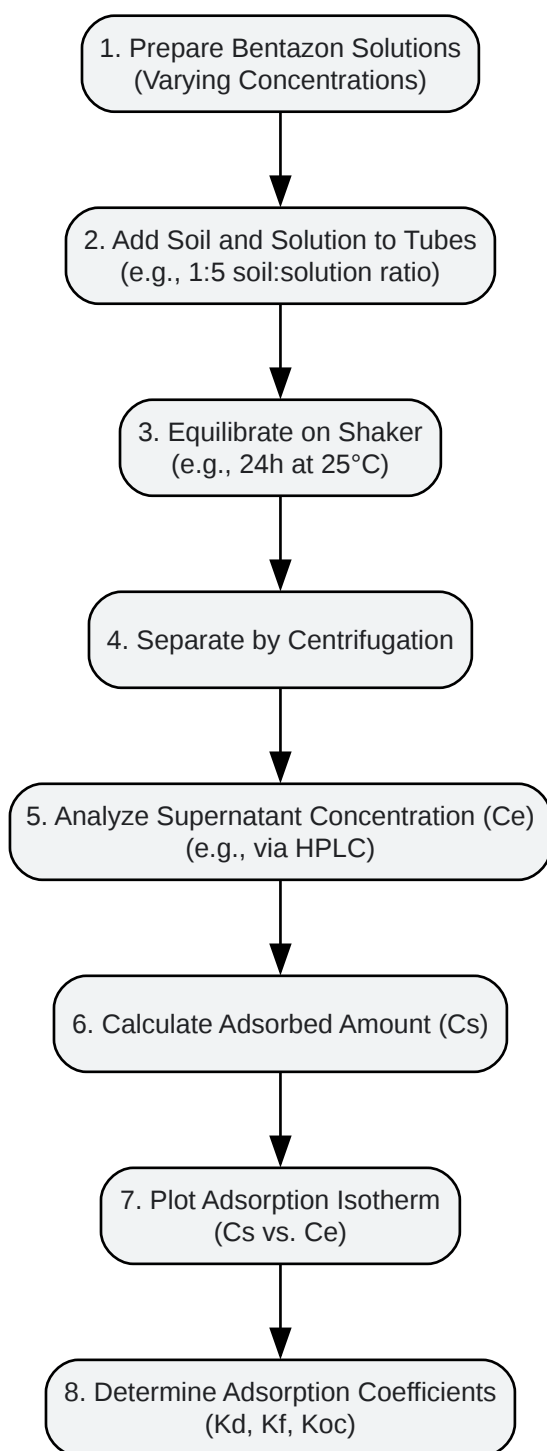 1. Prepare Bentazon Solutions
(Varying Concentrations)
2. Add Soil and Solution to Tubes
(e.g., 1:5 soil:solution ratio)
3. Equilibrate on Shaker
(e.g., 24h at 25°C)
4. Separate by Centrifugation
5. Analyze Supernatant Concentration (Ce)
(e.g., via HPLC)
6. Calculate Adsorbed Amount (Cs)
7. Plot Adsorption Isotherm
(Cs vs. Ce)
8. Determine Adsorption Coefficients
(Kd, Kf, Koc)